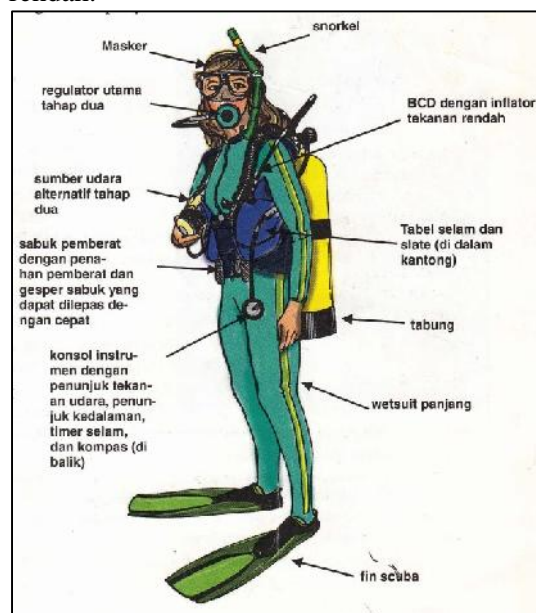 rendah.
snorkel
Masker
regulator utama
tahap dua
BCD dengan inflator
tekanan rendah
sumber udara
alternatif tahap
dua
Tabel selam dan
slate (di dalam
kantong)
sabuk pemberat
dengan pena-
han pemberat dan
gesper sabuk yang
dapat dilepas de-
ngan cepat
tabung
konsol instru-
men dengan
penunjuk tekan-
an udara, penun-
juk kedalaman,
timer selam,
dan kompas (di
balik)
wetsuit panjang
fin scuba